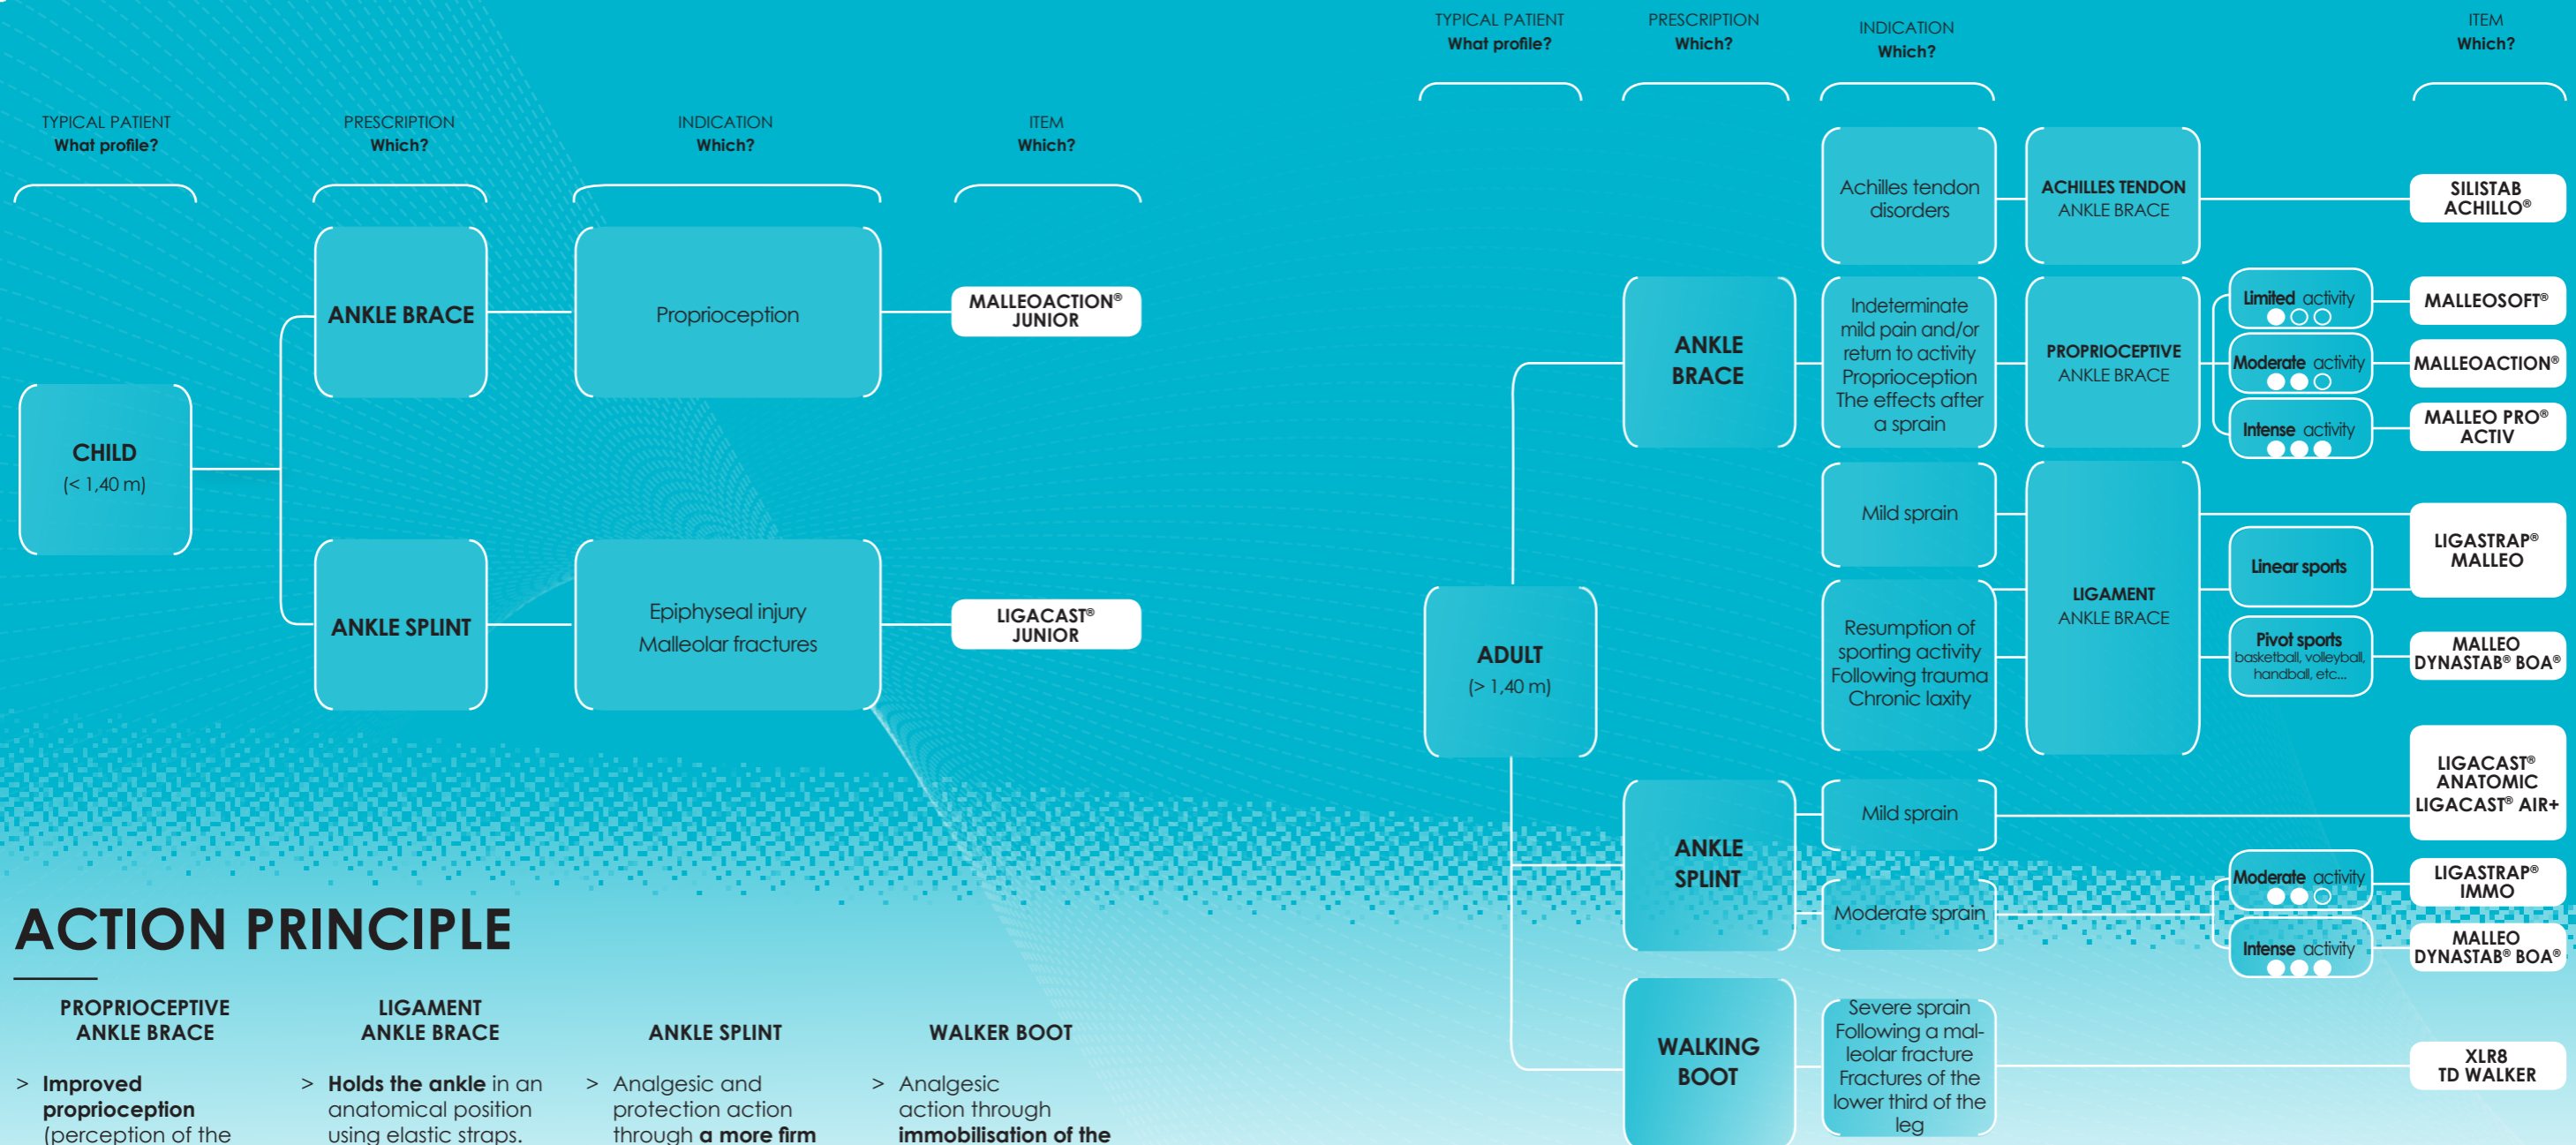 TYPICAL PATIENT
What profile?
PRESCRIPTION
Which?
INDICATION
Which?
ITEM
Which?
CHILD
(< 1,40 m)
ANKLE BRACE
Proprioception
MALLEOACTION®
JUNIOR
ANKLE SPLINT
Epiphyseal injury
Malleolar fractures
LIGACAST®
JUNIOR
TYPICAL PATIENT
What profile?
PRESCRIPTION
Which?
INDICATION
Which?
ITEM
Which?
ADULT
(> 1,40 m)
ANKLE
BRACE
Achilles tendon
disorders
ACHILLES TENDON
ANKLE BRACE
SILISTAB
ACHILLO®
Indeterminate
mild pain and/or
return to activity
Proprioception
The effects after
a sprain
PROPRIOCEPTIVE
ANKLE BRACE
Limited activity
MALLEOSOFT®
Moderate activity
MALLEOACTION®
Intense activity
MALLEO PRO®
ACTIV
Mild sprain
LIGAMENT
ANKLE BRACE
LIGASTRAP®
MALLEO
Linear sports
Resumption of
sporting activity
Following trauma
Chronic laxity
Pivot sports
basketball, volleyball,
handball, etc...
MALLEO
DYNASTAB® BOA®
ANKLE
SPLINT
Mild sprain
LIGACAST®
ANATOMIC
LIGACAST® AIR+
Moderate sprain
Moderate activity
LIGASTRAP®
IMMO
Intense activity
MALLEO
DYNASTAB® BOA®
WALKING
BOOT
Severe sprain
Following a mal-
leolar fracture
Fractures of the
lower third of the
leg
XLR8
TD WALKER
ACTION PRINCIPLE
PROPRIOCEPTIVE
ANKLE BRACE
> Improved
proprioception
(perception of the
LIGAMENT
ANKLE BRACE
> Holds the ankle in an
anatomical position
using elastic straps.
ANKLE SPLINT
> Analgesic and
protection action
through a more firm
WALKER BOOT
> Analgesic
action through
immobilisation of the